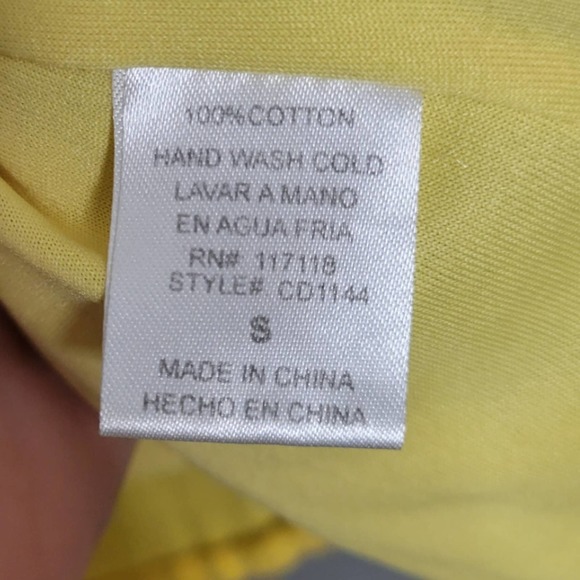 100%COTTON
HAND WASH COLD
LAVAR A MANO
EN AGUA FRIA
RN# 117118
STYLE#  CD1144
S
MADE IN CHINA
HECHO EN CHINA